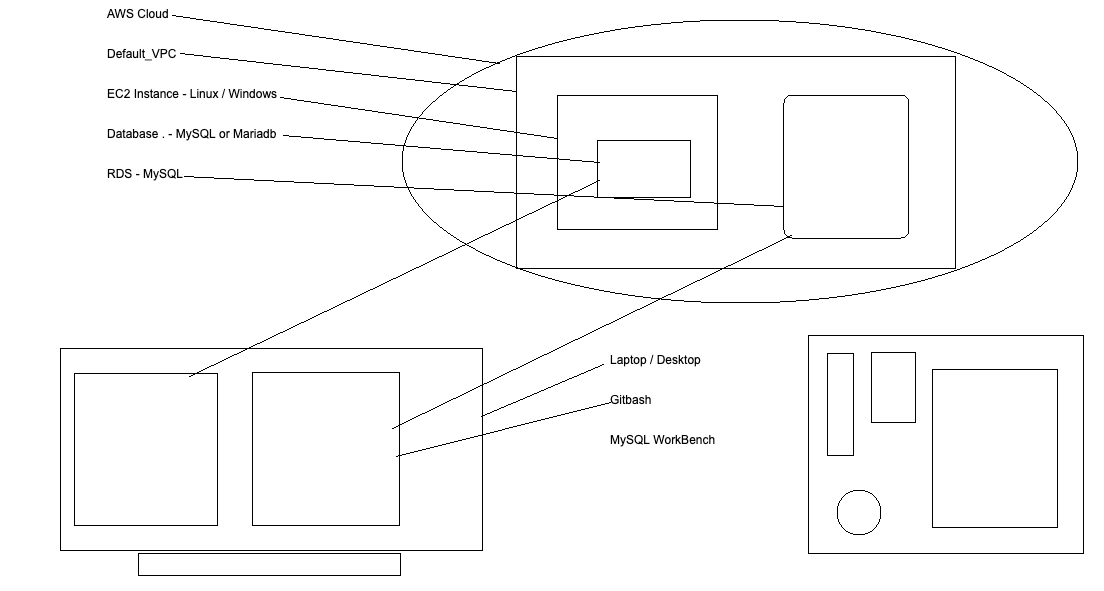 AWS Cloud
Default_VPC
EC2 Instance - Linux / Windows
Database . - MySQL or Mariadb
RDS - MySQL
Laptop / Desktop
Gitbash
MySQL WorkBench